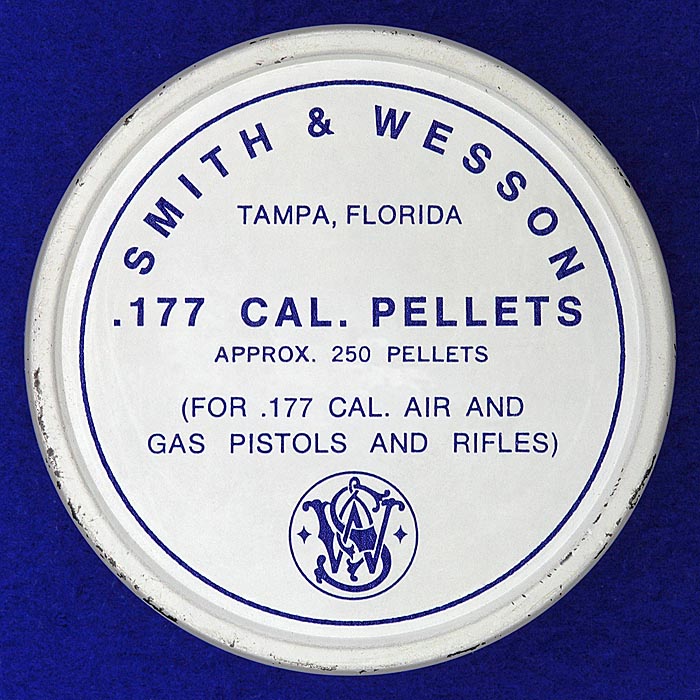 SMITH & WESSON
TAMPA, FLORIDA
.177 CAL. PELLETS
APPROX. 250 PELLETS
(FOR .177 CAL. AIR AND
GAS PISTOLS AND RIFLES)
S&W